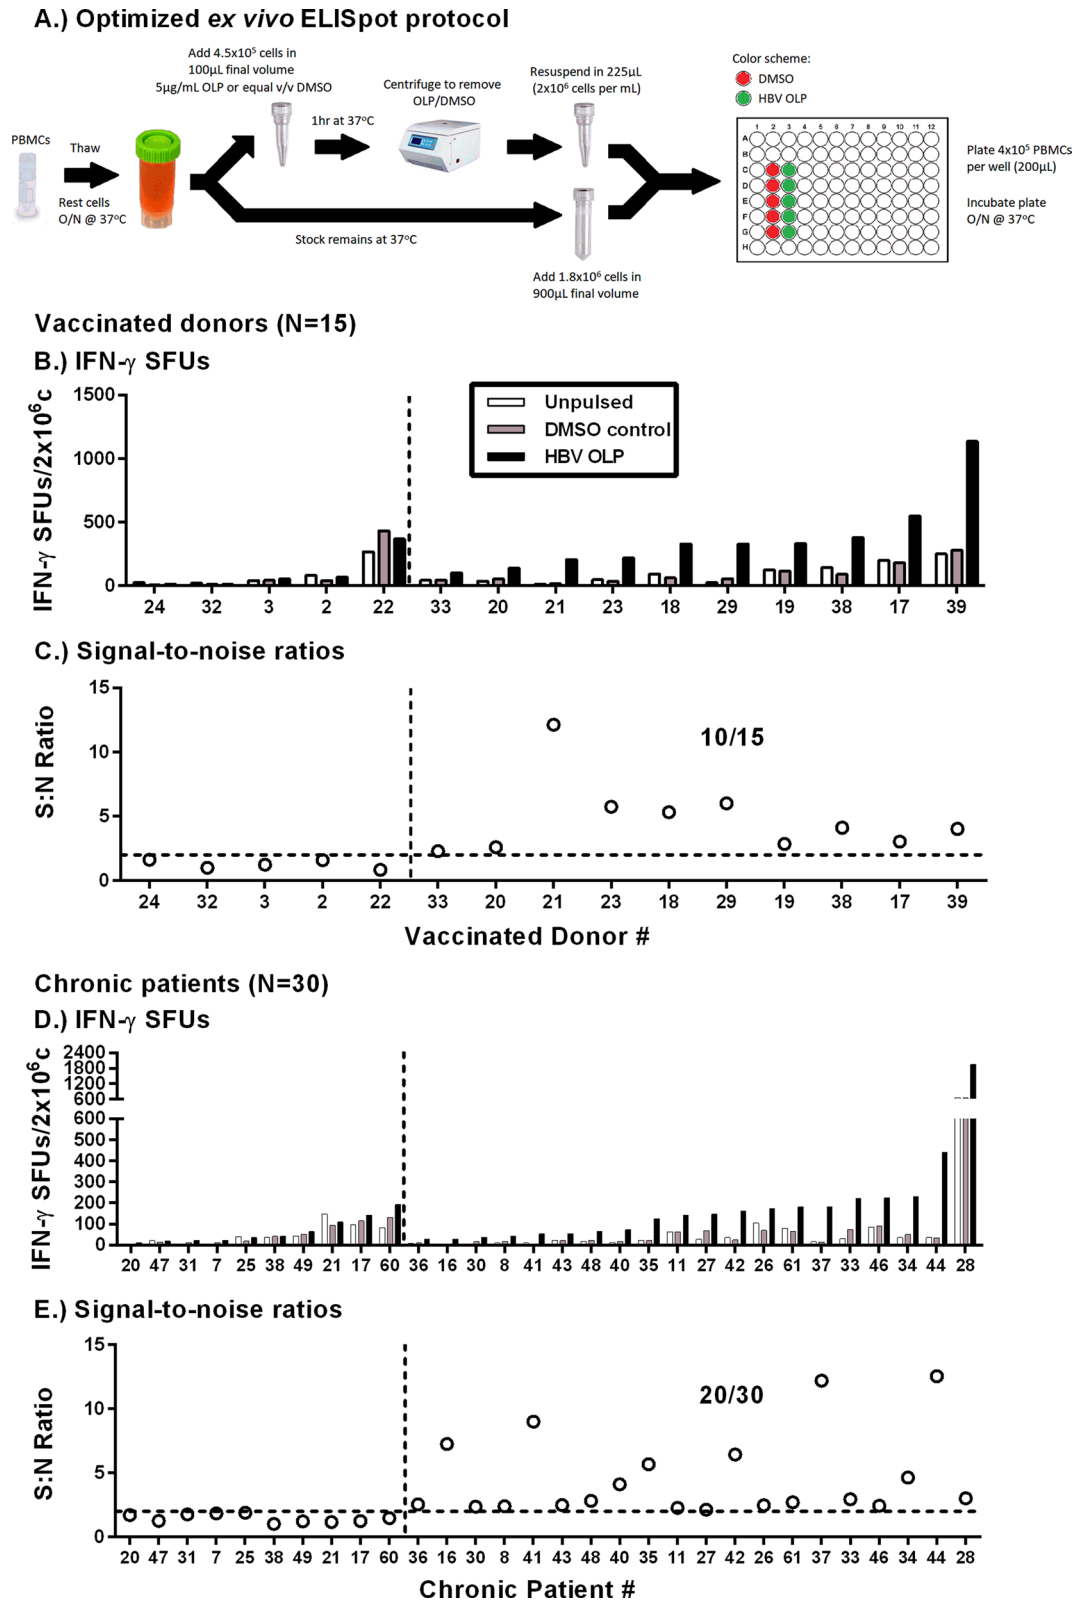 A.) Optimized ex vivo ELISpot protocol
PBMCs
Thaw
Rest cells
O/N @ 37ºC
Add 4.5x10⁵ cells in
100µL final volume
5µg/mL OLP or equal v/v DMSO
1hr at 37ºC
Centrifuge to remove
OLP/DMSO
Resuspend in 225µL
(2x10⁶ cells per mL)
Stock remains at 37ºC
Add 1.8x10⁶ cells in
900µL final volume
Color scheme:
DMSO
HBV OLP
1 2 3 4 5 6 7 8 9 10 11 12
A
B
C
D
E
F
G
H
Plate 4x10⁵ PBMCs
per well (200µL)
Incubate plate
O/N @ 37ºC
Vaccinated donors (N=15)
B.) IFN-γ SFUs
IFN-γ SFUs/2x10⁶c
1500
1000
500
0
Unpulsed
DMSO control
HBV OLP
24 32 3 2 22 33 20 21 23 18 29 19 38 17 39
C.) Signal-to-noise ratios
S:N Ratio
15
10
5
0
10/15
24 32 3 2 22 33 20 21 23 18 29 19 38 17 39
Vaccinated Donor #
Chronic patients (N=30)
D.) IFN-γ SFUs
IFN-γ SFUs/2x10⁶c
2400
1800
1200
600
600
500
400
300
200
100
0
20 47 31 7 25 38 49 21 17 60 36 16 30 8 41 43 48 40 35 11 27 42 26 61 37 33 46 34 44 28
E.) Signal-to-noise ratios
S:N Ratio
15
10
5
0
20/30
20 47 31 7 25 38 49 21 17 60 36 16 30 8 41 43 48 40 35 11 27 42 26 61 37 33 46 34 44 28
Chronic Patient #